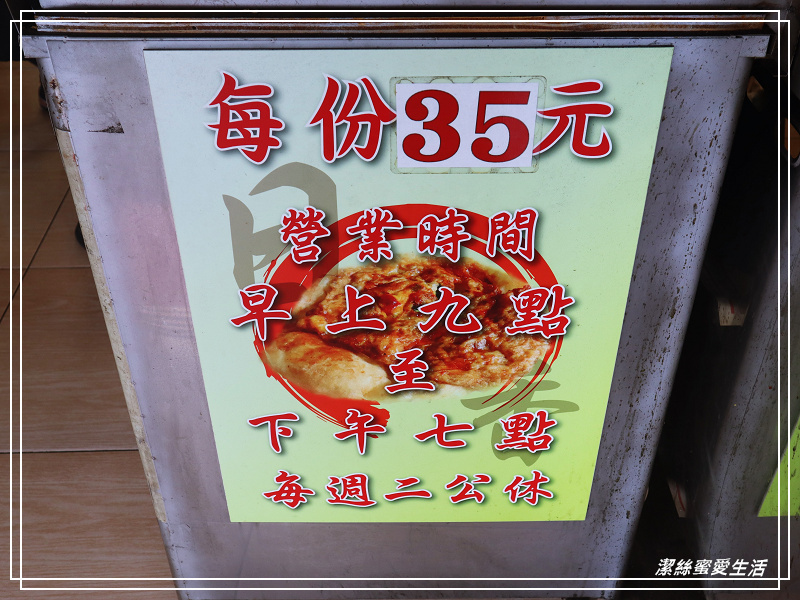 每份35元
營業時間
早上九點
至
下午七點
每週二公休
潔絲蜜愛生活